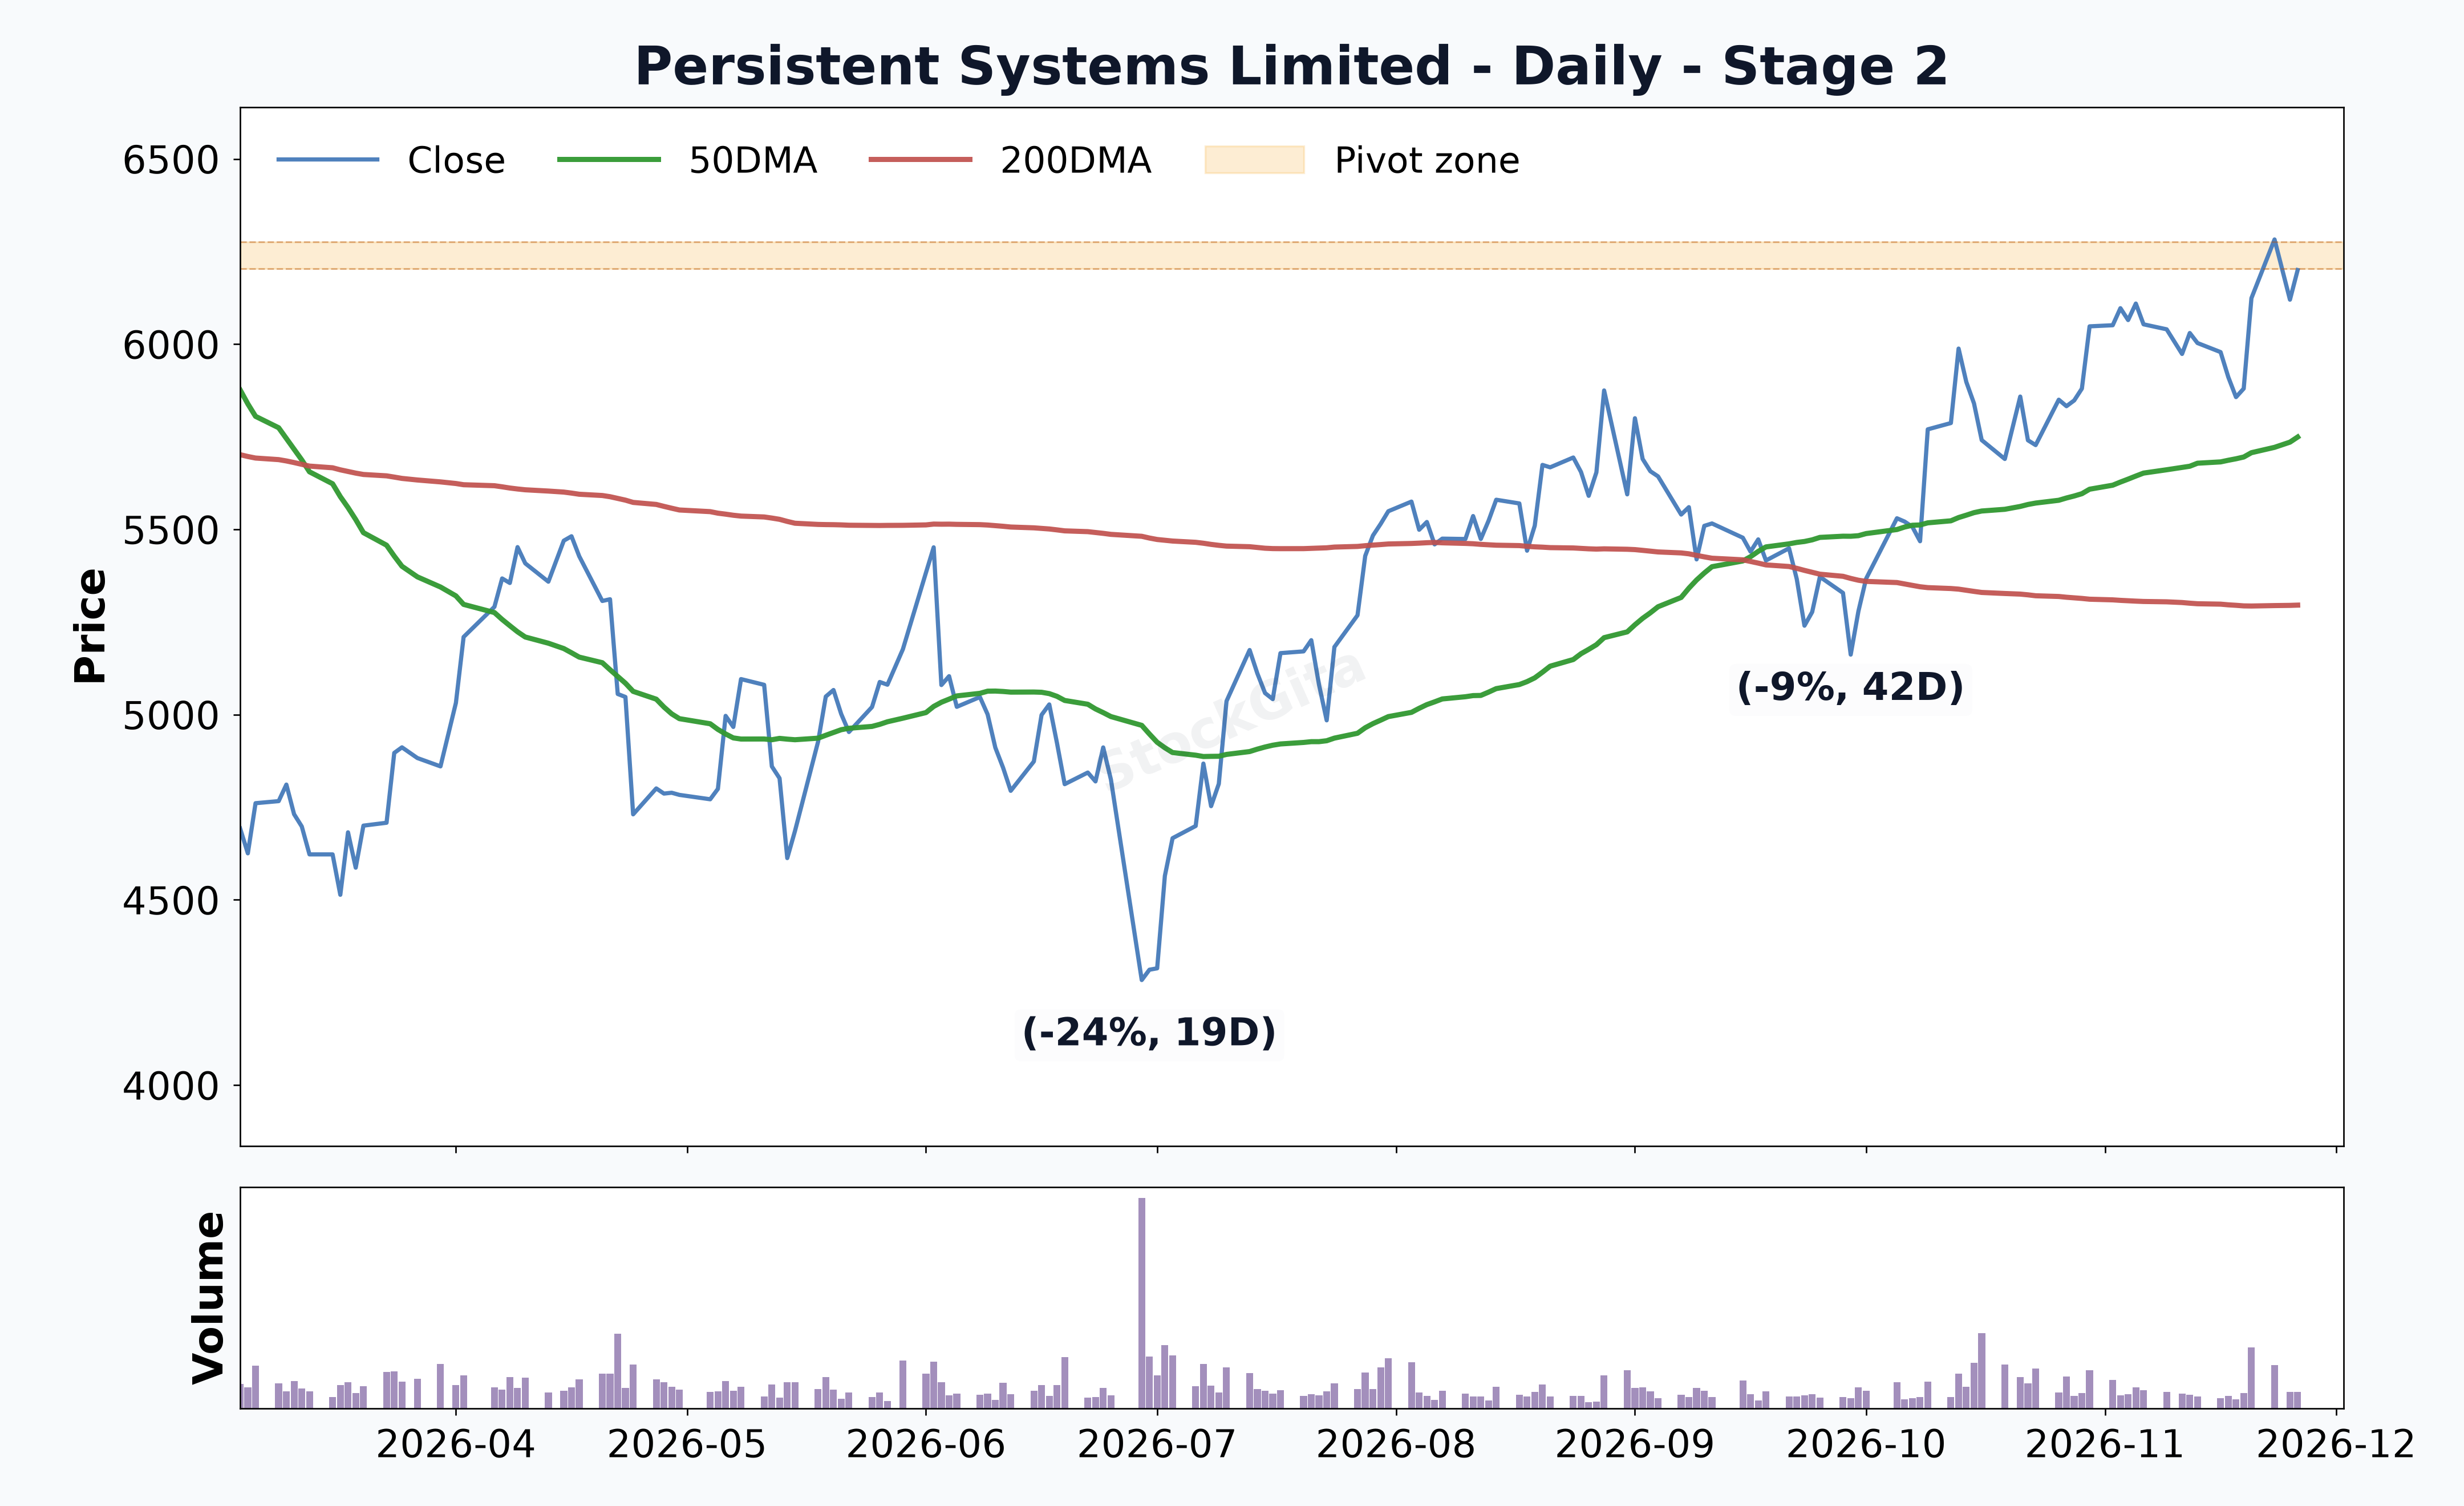 Persistent Systems Limited - Daily - Stage 2
Close 50DMA 200DMA Pivot zone
Price
6500
6000
5500
5000
4500
4000
StockGita
(-9%, 42D)
(-24%, 19D)
Volume
2026-04 2026-05 2026-06 2026-07 2026-08 2026-09 2026-10 2026-11 2026-12